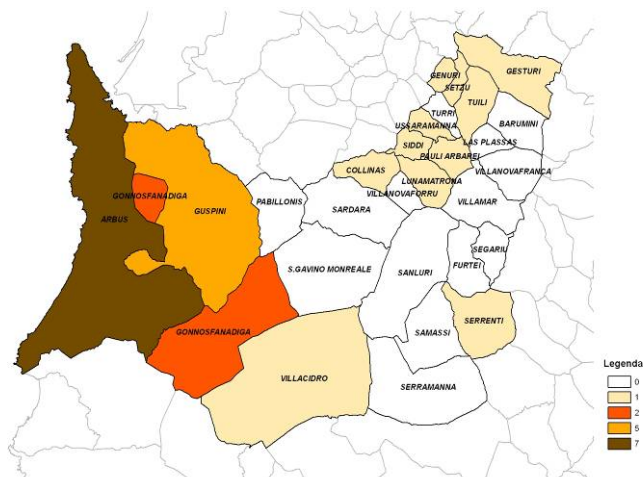 GENURI
GESTURI
SETZU
TUILI
TURRI
BARUMINI
USSARAMANNA
LAS PLASSAS
SIDDI
PAULI ARBAREI
VILLANOVAFRANCA
COLLINAS
LUNAMATRONA
GONNOSFANADIGA
VILLANOVAFORRU
PABILLONIS
VILLAMAR
SARDARA
GUSPINI
ARBUS
SEGARIU
S.GAVINO MONREALE
SANLURI
FURTEI
GONNOSFANADIGA
SERRENTI
SAMASSI
VILLACIDRO
SERRAMANNA
Legenda
0
1
2
5
7